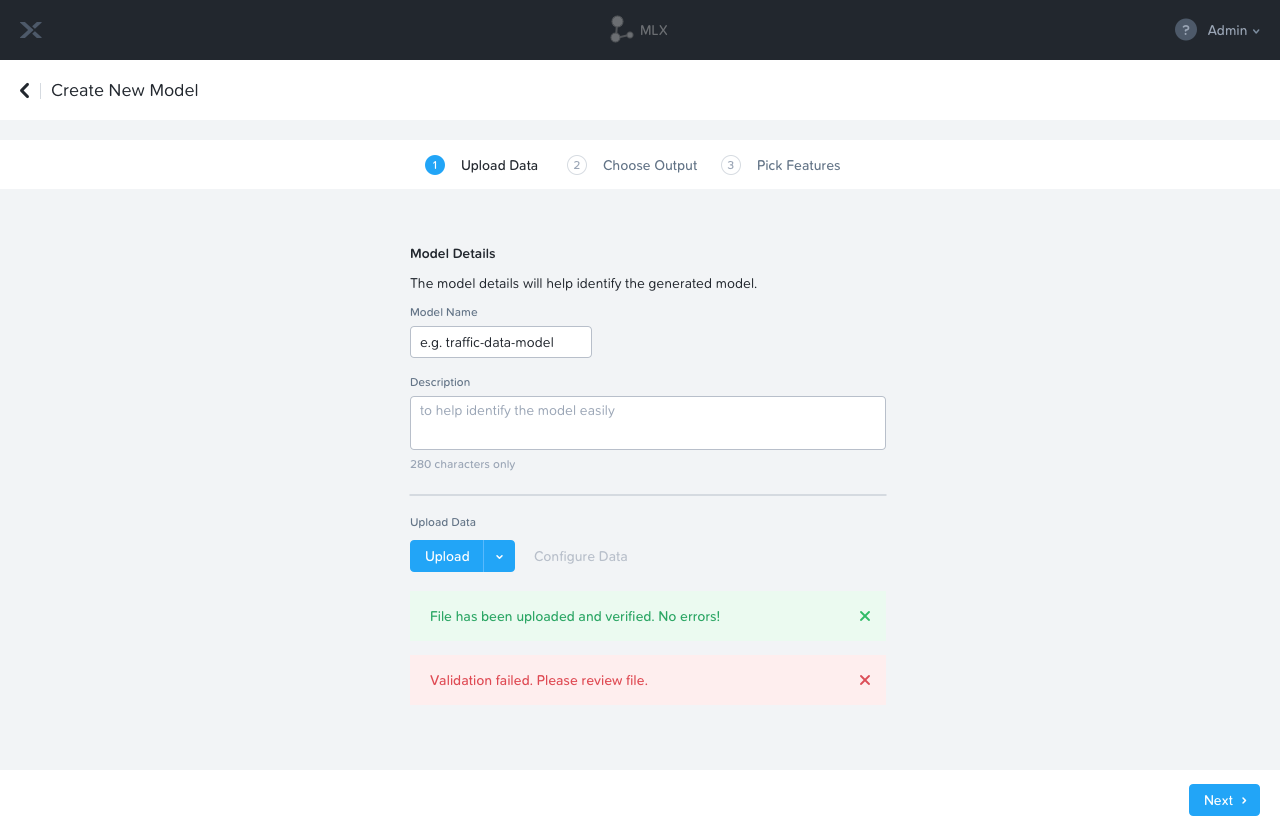 MLX
? Admin
Create New Model
1 Upload Data 2 Choose Output 3 Pick Features
Model Details
The model details will help identify the generated model.
Model Name
e.g. traffic-data-model
Description
to help identify the model easily
280 characters only
Upload Data
Upload Configure Data
File has been uploaded and verified. No errors!
Validation failed. Please review file.
Next